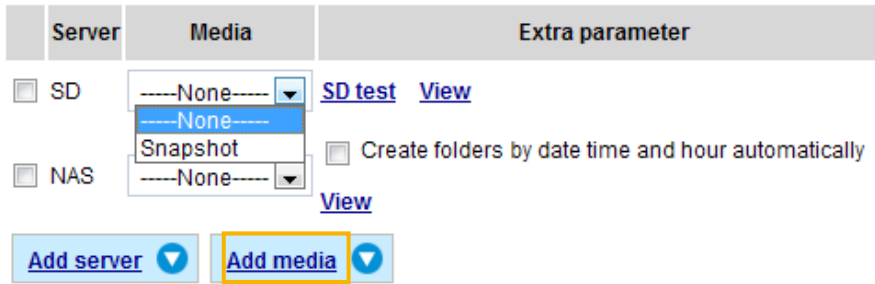 Server Media Extra parameter
SD -----None----- SD test View
-----None-----
Snapshot
Create folders by date time and hour automatically
NAS -----None-----
View
Add server Add media